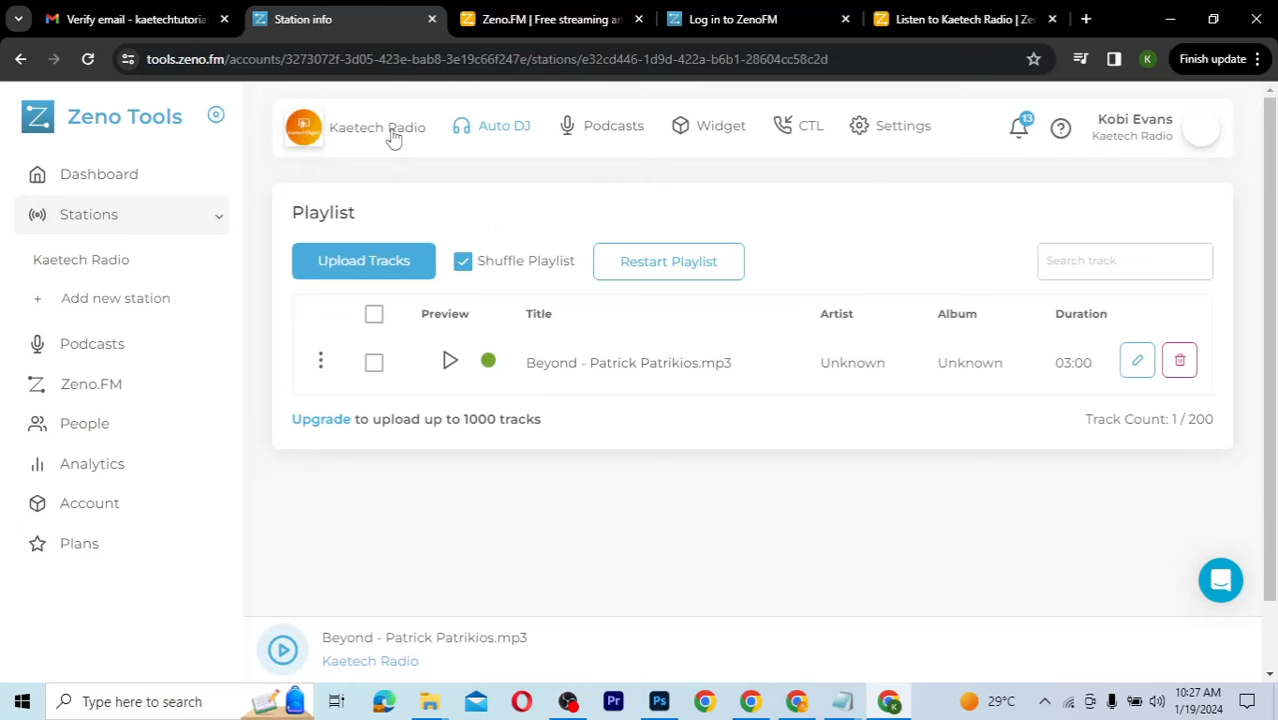 Verify email - kaetechtutoria
Station info
Zeno.FM | Free streaming an
Log in to ZenoFM
Listen to Kaetech Radio | Ze
tools.zeno.fm/accounts/3273072f-3d05-423e-bab8-3e19c66f247e/stations/e32cd446-1d9d-422a-b6b1-28604cc58c2d
K
Finish update
Zeno Tools
Kaetech Radio
Auto DJ
Podcasts
Widget
CTL
Settings
13
Kobi Evans
Kaetech Radio
Dashboard
Stations
Kaetech Radio
+ Add new station
Podcasts
Zeno.FM
People
Analytics
Account
Plans
Playlist
Upload Tracks
Shuffle Playlist
Restart Playlist
Search track
Preview Title Artist Album Duration
Beyond - Patrick Patrikios.mp3 Unknown Unknown 03:00
Upgrade to upload up to 1000 tracks
Track Count: 1 / 200
Beyond - Patrick Patrikios.mp3
Kaetech Radio
Type here to search
Pr
Ps
29°C
10:27 AM
1/19/2024